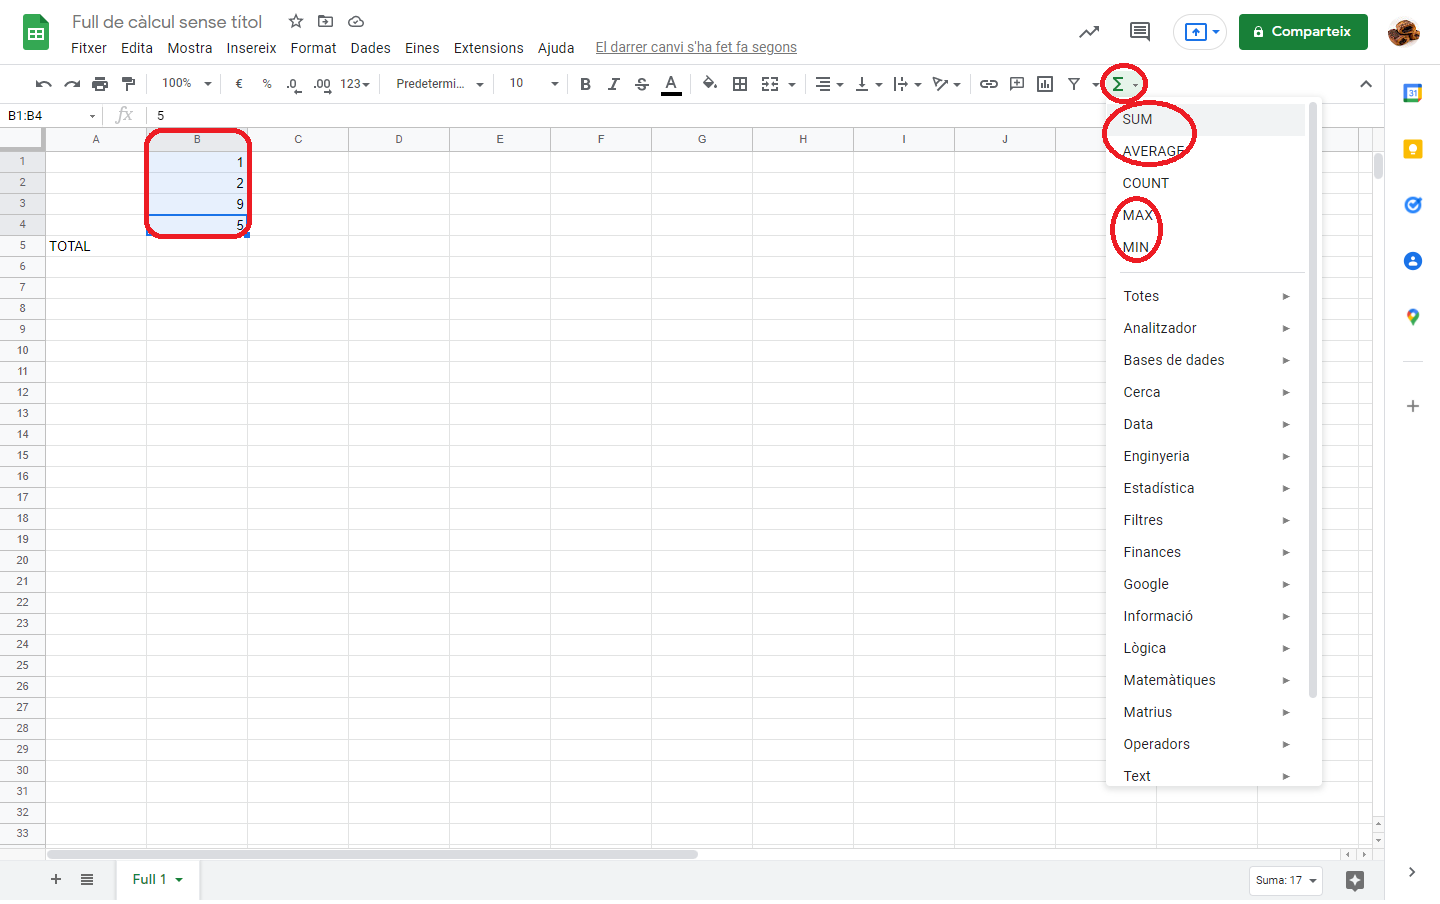 Full de càlcul sense títol
Fitxer Edita Mostra Insereix Format Dades Eines Extensions Ajuda El darrer canvi s'ha fet fa segons
Comparteix
100% € % .0 .00 123 Predetermi... 10 B I S A Σ
31
B1:B4 fx 5
A B C D E F G H I J
1 1
2 2
3 9
4 5
5 TOTAL
6
7
8
9
10
11
12
13
14
15
16
17
18
19
20
21
22
23
24
25
26
27
28
29
30
31
32
33
SUM
AVERAGE
COUNT
MAX
MIN
Totes
Analitzador
Bases de dades
Cerca
Data
Enginyeria
Estadística
Filtres
Finances
Google
Informació
Lògica
Matemàtiques
Matrius
Operadors
Text
Full 1
Suma: 17